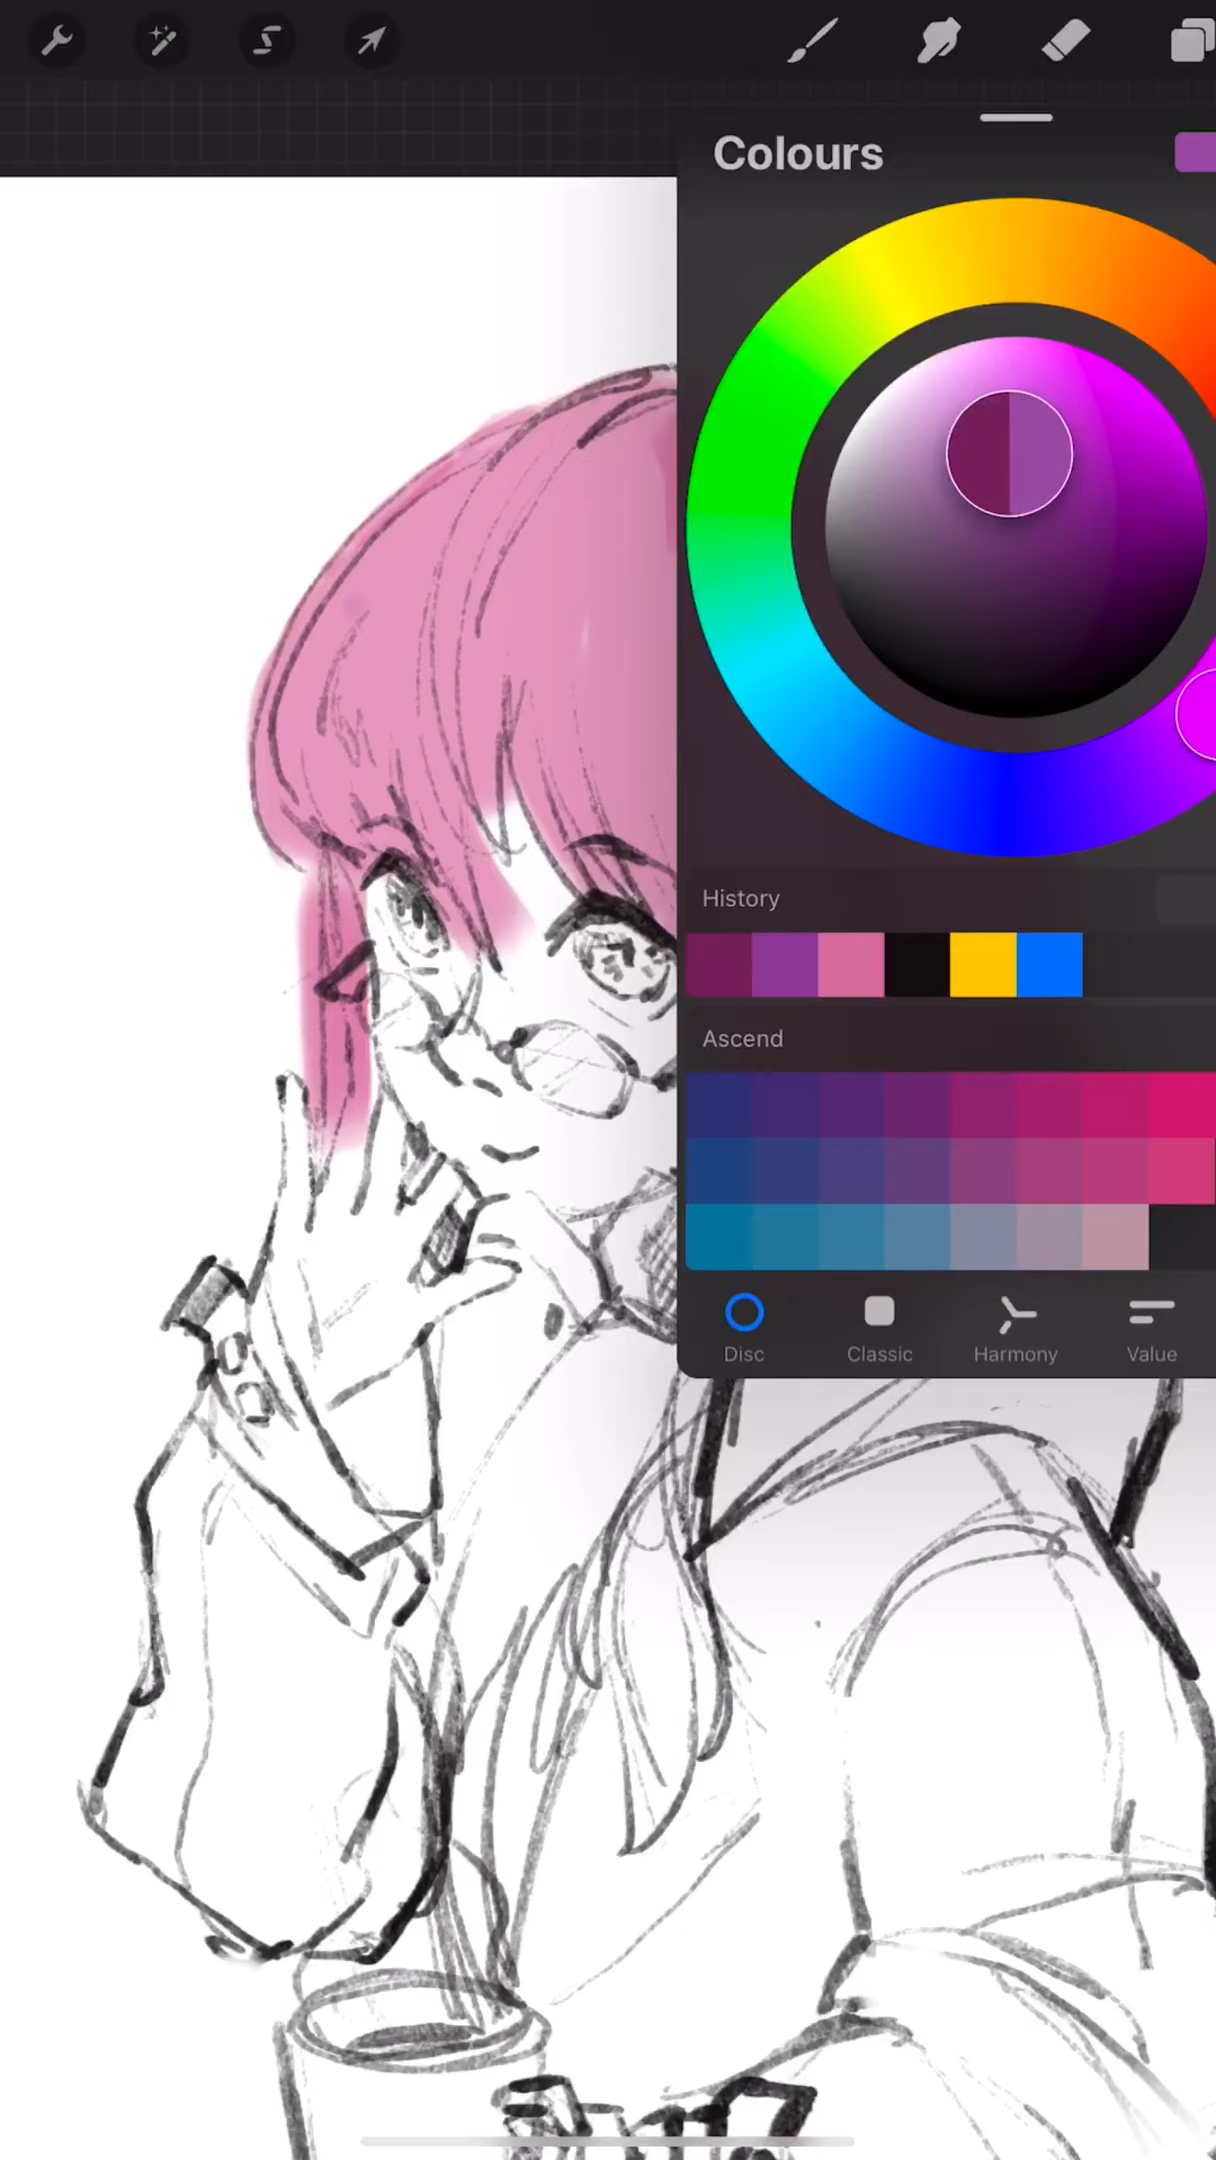 Colours
History
Ascend
Disc
Classic
Harmony
Value